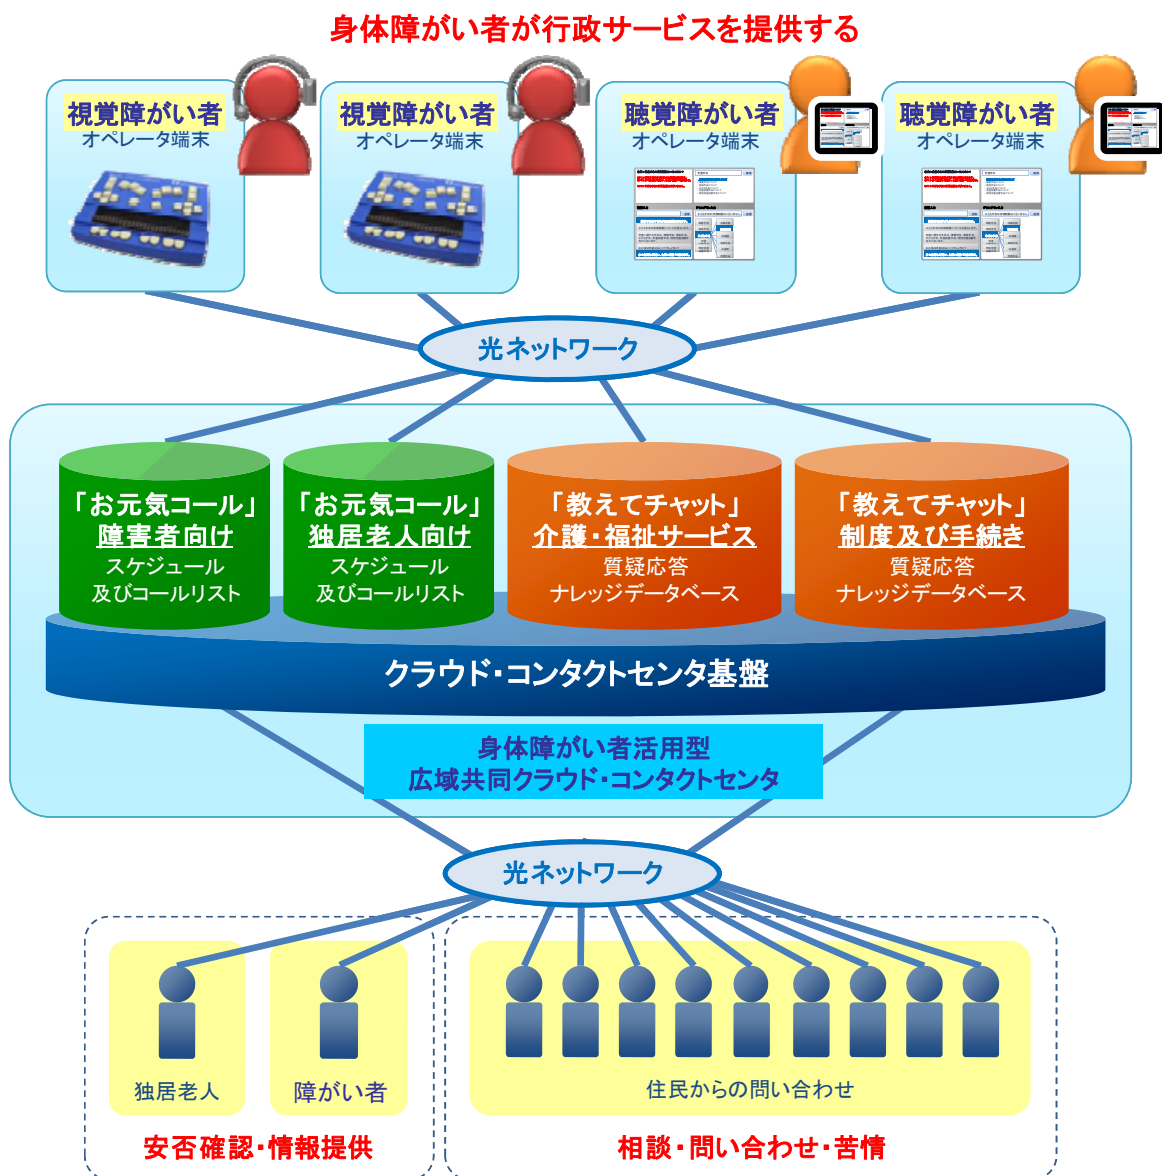 身体障がい者が行政サービスを提供する
視覚障がい者
オペレータ端末
視覚障がい者
オペレータ端末
聴覚障がい者
オペレータ端末
聴覚障がい者
オペレータ端末
光ネットワーク
「お元気コール」
障害者向け
スケジュール
及びコールリスト
「お元気コール」
独居老人向け
スケジュール
及びコールリスト
「教えてチャット」
介護・福祉サービス
質疑応答
ナレッジデータベース
「教えてチャット」
制度及び手続き
質疑応答
ナレッジデータベース
クラウド・コンタクトセンタ基盤
身体障がい者活用型
広域共同クラウド・コンタクトセンタ
光ネットワーク
独居老人
障がい者
住民からの問い合わせ
安否確認・情報提供
相談・問い合わせ・苦情